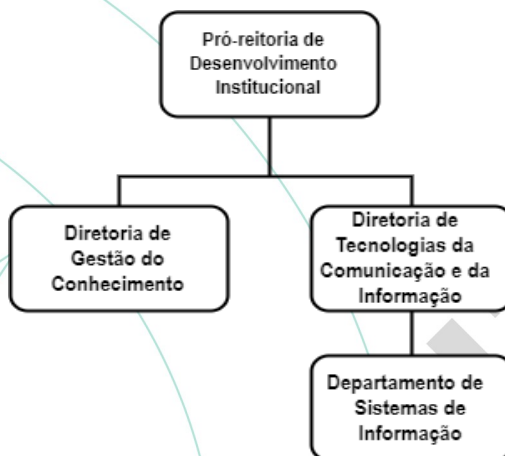 Pró-reitoria de
Desenvolvimento
Institucional
Diretoria de
Gestão do
Conhecimento
Diretoria de
Tecnologias da
Comunicação e da
Informação
Departamento de
Sistemas de
Informação